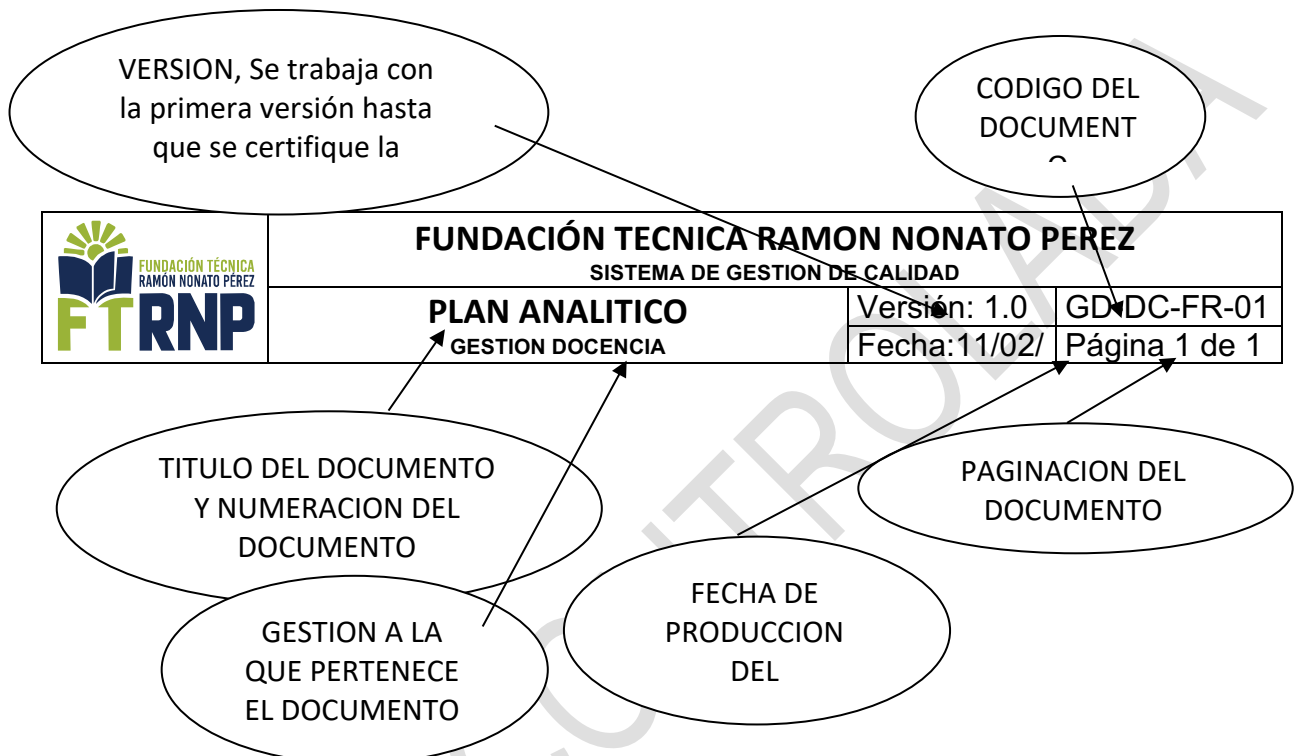 VERSION, Se trabaja con
la primera versión hasta
que se certifique la
CODIGO DEL
DOCUMENT
FUNDACIÓN TÉCNICA
RAMÓN NONATO PÉREZ
FTRNP
FUNDACIÓN TECNICA RAMON NONATO PEREZ
SISTEMA DE GESTION DE CALIDAD
PLAN ANALITICO
GESTION DOCENCIA
Versión: 1.0
GD-DC-FR-01
Fecha:11/02/
Página 1 de 1
TITULO DEL DOCUMENTO
Y NUMERACION DEL
DOCUMENTO
PAGINACION DEL
DOCUMENTO
GESTION A LA
QUE PERTENECE
EL DOCUMENTO
FECHA DE
PRODUCCION
DEL